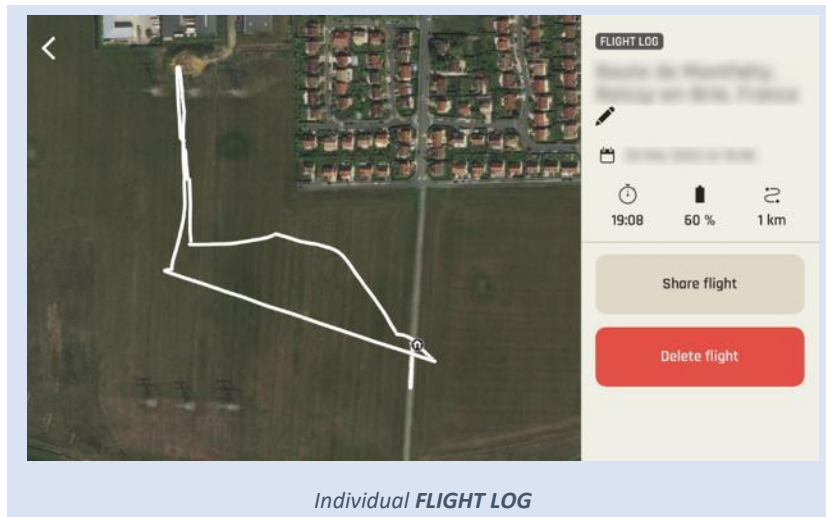 FLIGHT LOG
19:08
60 %
1 km
Share flight
Delete flight
Individual FLIGHT LOG